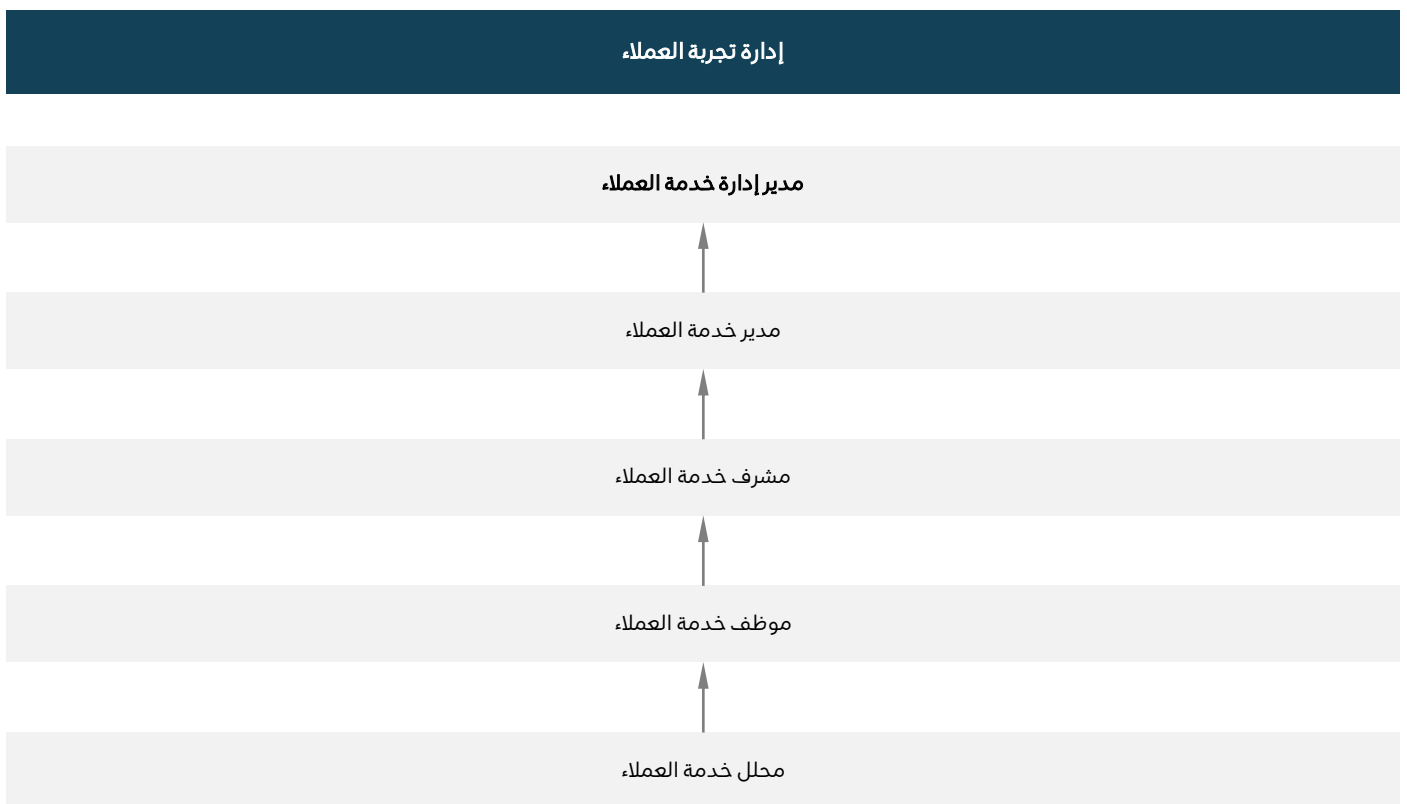 إدارة تجربة العملاء
مدير إدارة خدمة العملاء
مدير خدمة العملاء
مشرف خدمة العملاء
موظف خدمة العملاء
محلل خدمة العملاء